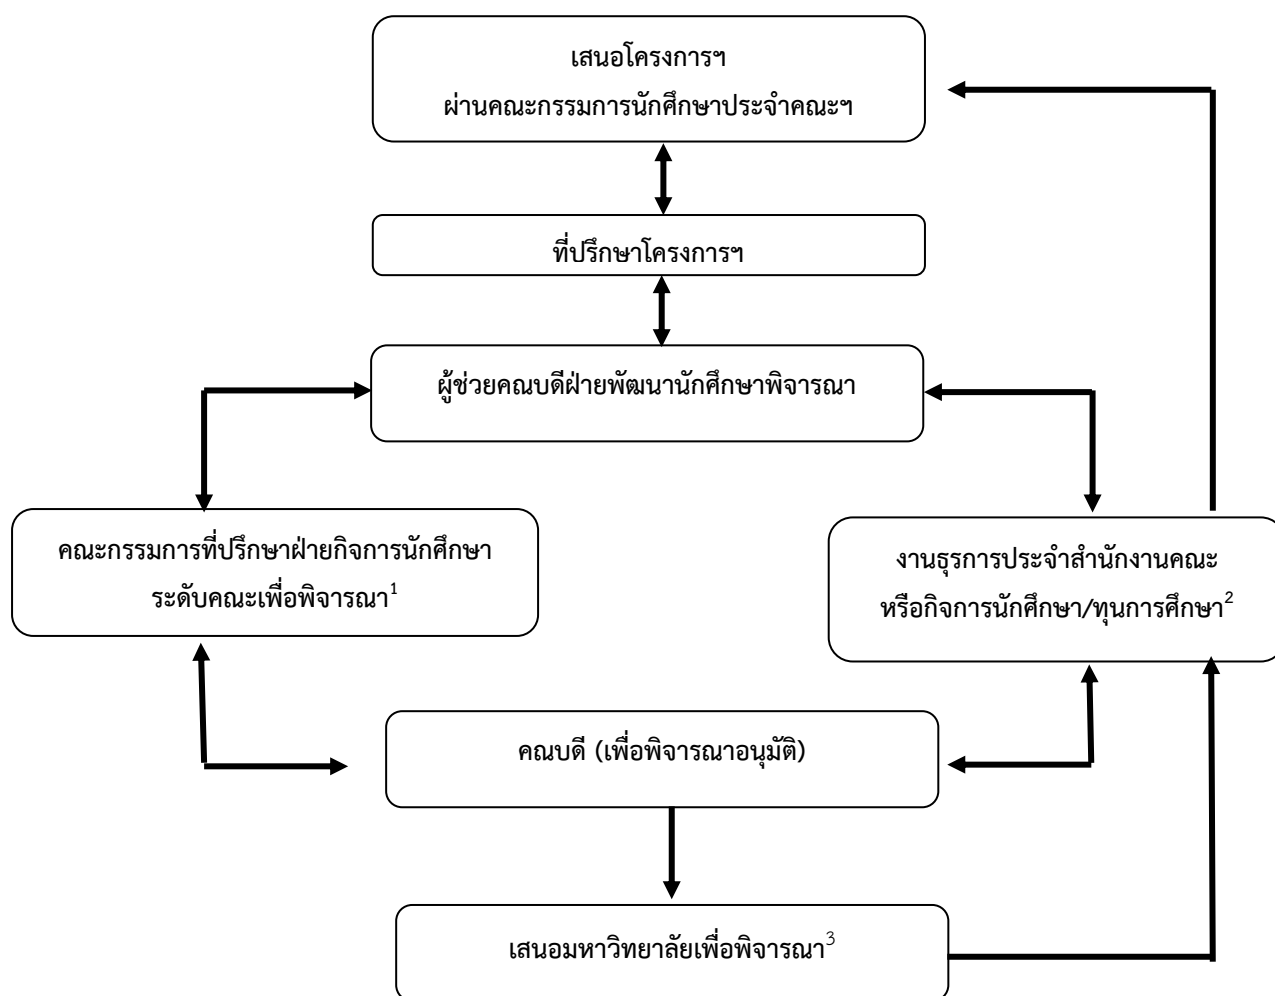 เสนอโครงการฯ
ผ่านคณะกรรมการนักศึกษาประจำคณะฯ
ที่ปรึกษาโครงการฯ
ผู้ช่วยคณบดีฝ่ายพัฒนานักศึกษาพิจารณา
คณะกรรมการที่ปรึกษาฝ่ายกิจการนักศึกษา
ระดับคณะเพื่อพิจารณา¹
งานธุรการประจำสำนักงานคณะ
หรือกิจการนักศึกษา/ทุนการศึกษา²
คณบดี (เพื่อพิจารณาอนุมัติ)
เสนอมหาวิทยาลัยเพื่อพิจารณา³